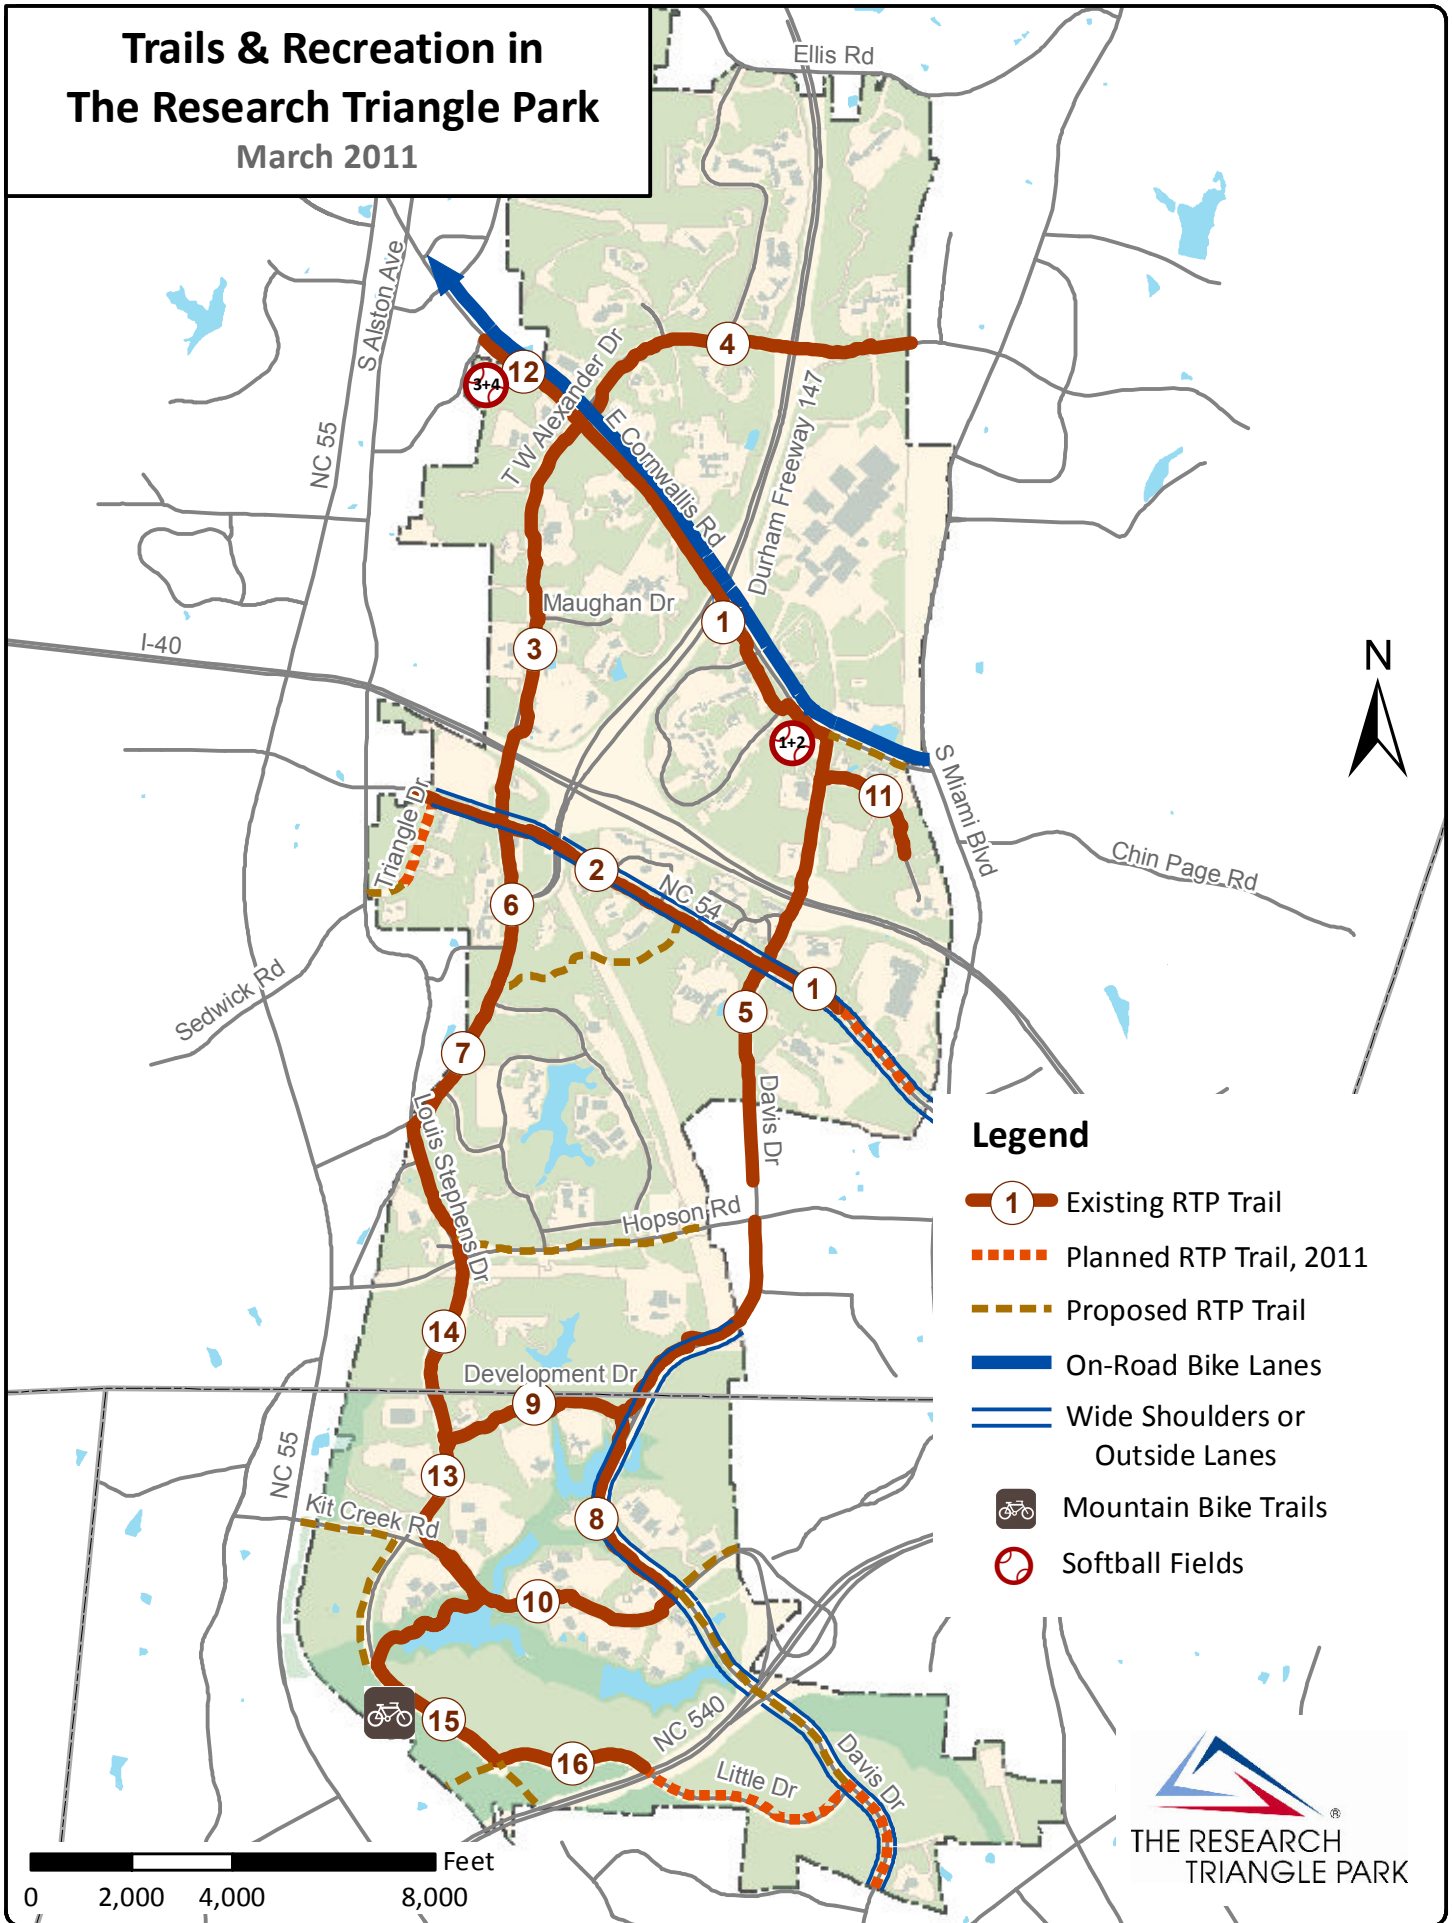 Trails & Recreation in
The Research Triangle Park
March 2011
Ellis Rd
S Alston Ave
4
T W Alexander Dr
12
3+4
E Cornwallis Rd
Durham Freeway 147
NC 55
Maughan Dr
1
3
I-40
N
1+2
S Miami Blvd
11
Triangle Dr
Chin Page Rd
2
NC 54
6
Sedwick Rd
1
5
7
Davis Dr
Louis Stephens Dr
Hopson Rd
14
Development Dr
9
NC 55
13
Kit Creek Rd
8
10
15
NC 540
16
Little Dr
Davis Dr
Legend
1 Existing RTP Trail
Planned RTP Trail, 2011
Proposed RTP Trail
On-Road Bike Lanes
Wide Shoulders or
Outside Lanes
Mountain Bike Trails
Softball Fields
®
THE RESEARCH
TRIANGLE PARK
Feet
0 2,000 4,000 8,000